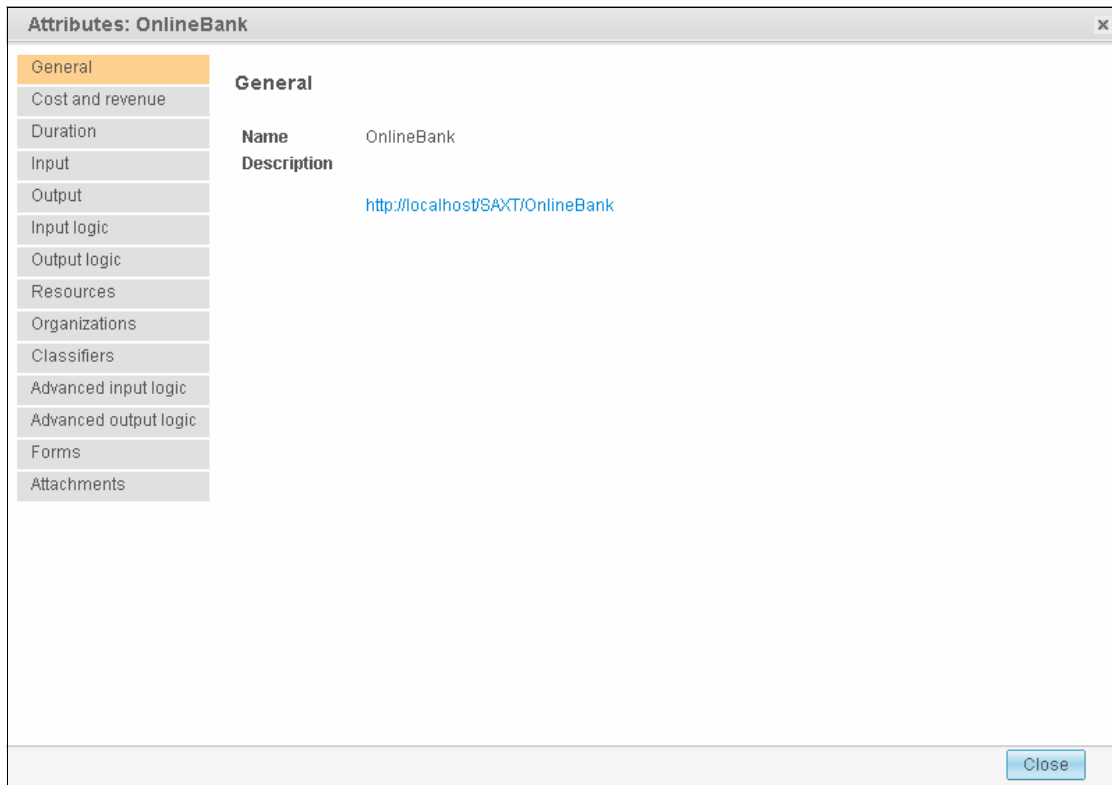 Attributes: OnlineBank
General
Cost and revenue
Duration
Input
Output
Input logic
Output logic
Resources
Organizations
Classifiers
Advanced input logic
Advanced output logic
Forms
Attachments
General
Name OnlineBank
Description
http://localhost/SAXT/OnlineBank
Close